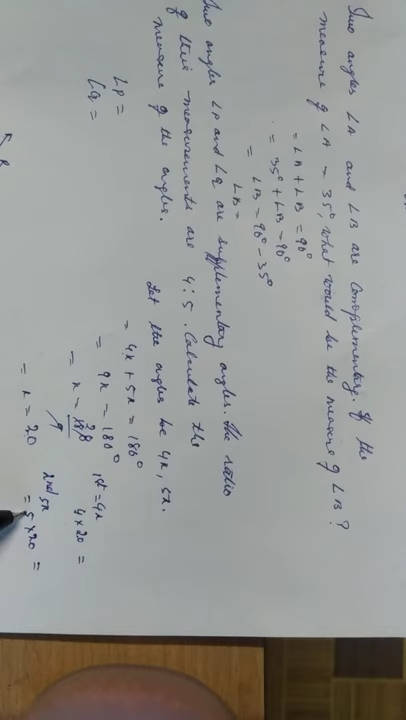 Two angles ∠A and ∠B are Complementary. If the
measure of ∠A = 35°, what would be the measure of ∠B?
= ∠A + ∠B = 90°
= 35° + ∠B = 90°
= ∠B = 90° - 35°
∠B =
Two angles ∠P and ∠Q are supplementary angles. The ratio
of their measurements are 4:5. Calculate the
measure of the angles.
Let the angles be 4x, 5x.
∠P =
∠Q =
= 4x + 5x = 180°
= 9x = 180°
= x = 180
9
= x = 20
1st = 4x
4 × 20 =
2nd 5x
= 5 × 20 =